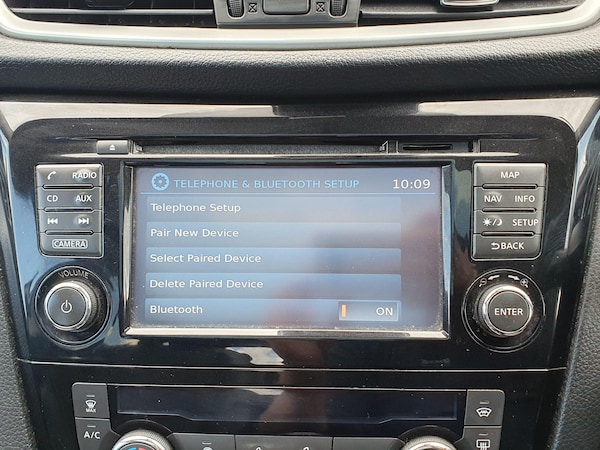 RADIO
CD AUX
CAMERA
VOLUME
TELEPHONE & BLUETOOTH SETUP 10:09
Telephone Setup
Pair New Device
Select Paired Device
Delete Paired Device
Bluetooth ON
MAP
NAV INFO
SETUP
BACK
ENTER
MAX
A/C